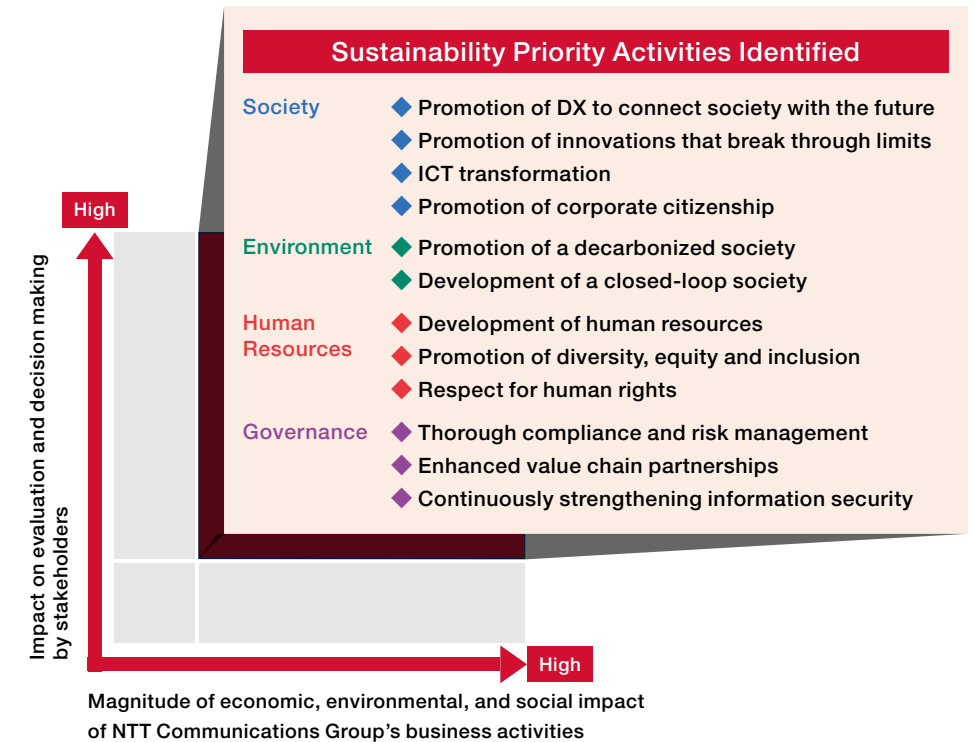 Sustainability Priority Activities Identified
Society
Promotion of DX to connect society with the future
Promotion of innovations that break through limits
ICT transformation
Promotion of corporate citizenship
Environment
Promotion of a decarbonized society
Development of a closed-loop society
Human
Resources
Development of human resources
Promotion of diversity, equity and inclusion
Respect for human rights
Governance
Thorough compliance and risk management
Enhanced value chain partnerships
Continuously strengthening information security
High
Impact on evaluation and decision making
by stakeholders
High
Magnitude of economic, environmental, and social impact
of NTT Communications Group’s business activities